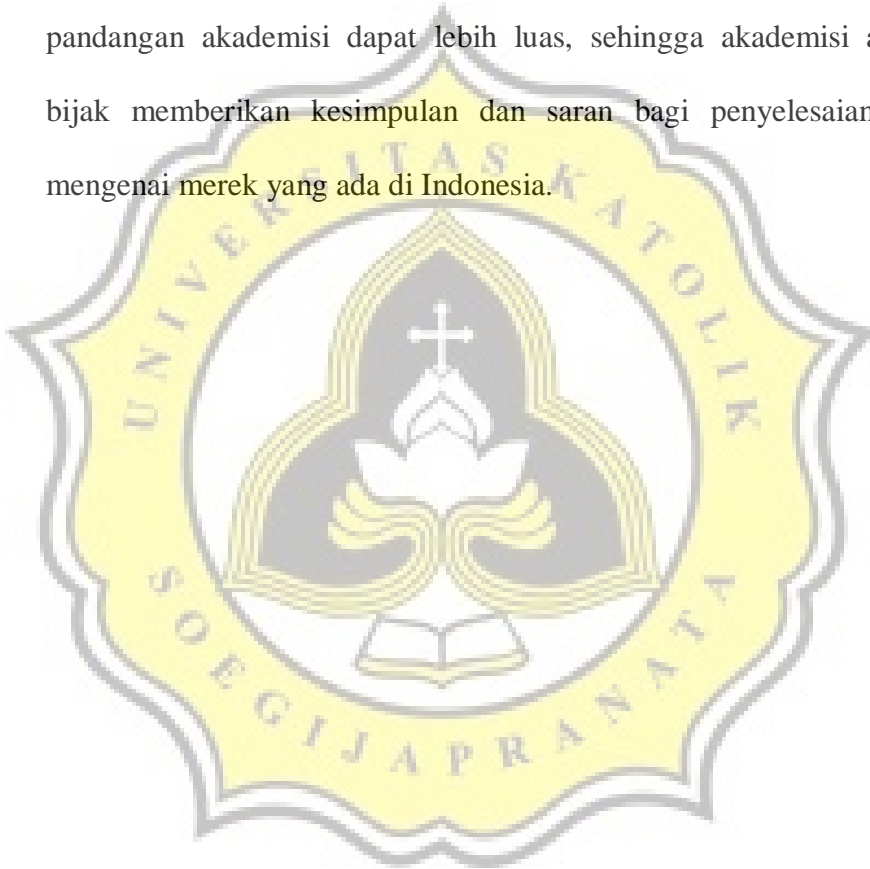 pandangan akademisi dapat lebih luas, sehingga akademisi
bijak memberikan kesimpulan dan saran bagi penyelesaian
mengenai merek yang ada di Indonesia.
UNIVERSITAS KATOLIK
SOEGIJAPRANATA